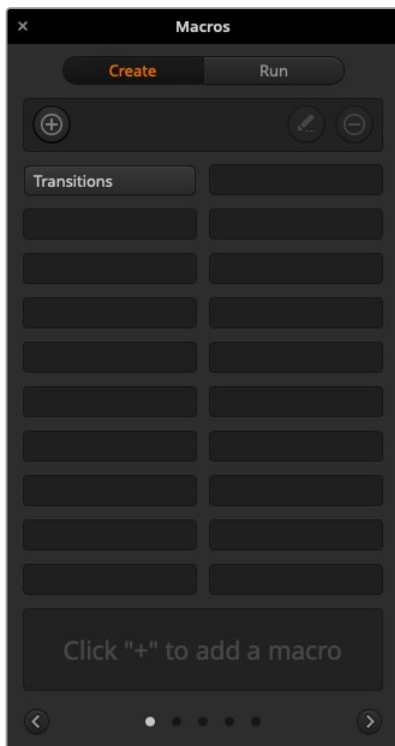 Macros
Create
Run
Transitions
Click "+" to add a macro